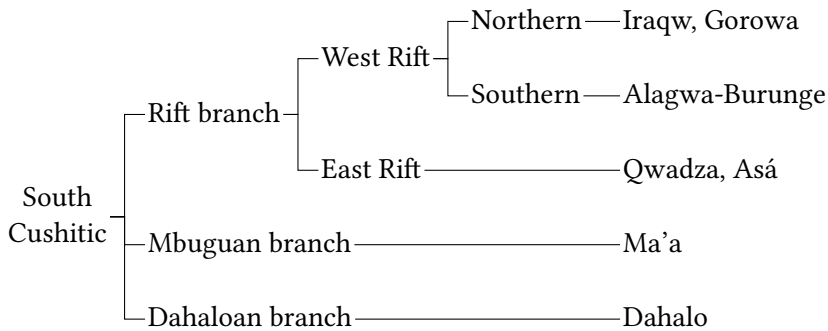 Northern
Iraqw, Gorowa
West Rift
Southern
Alagwa-Burunge
Rift branch
East Rift
Qwadza, Asá
South
Cushitic
Mbuguan branch
Ma’a
Dahaloan branch
Dahalo